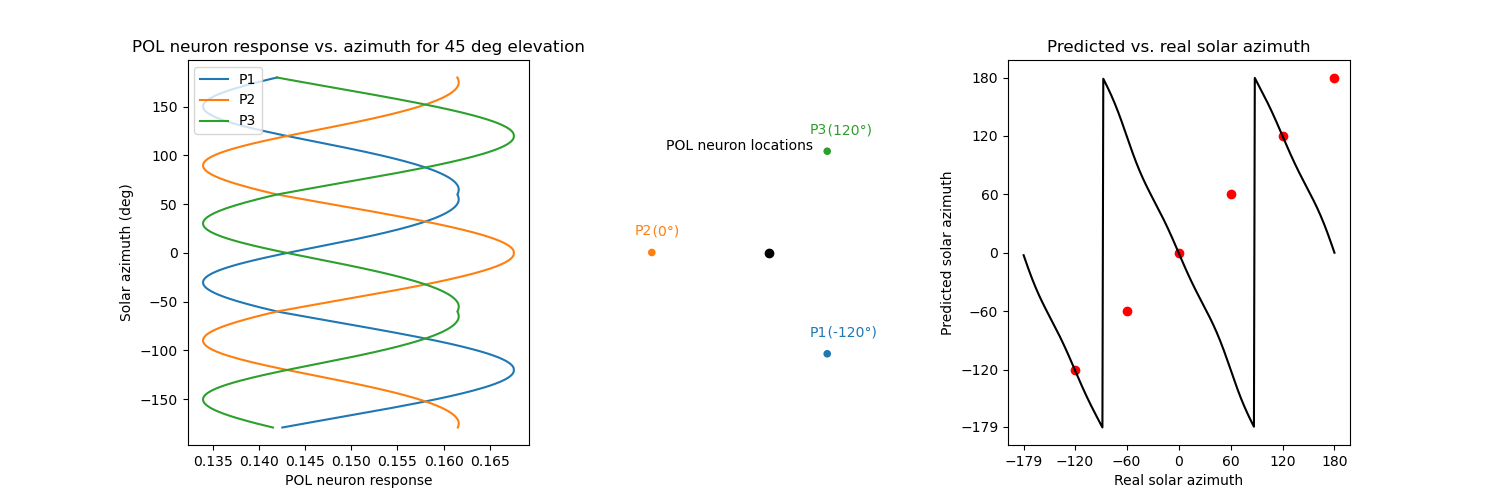 POL neuron response vs. azimuth for 45 deg elevation
P1
P2
P3
Solar azimuth (deg)
150
100
50
0
−50
−100
−150
0.135 0.140 0.145 0.150 0.155 0.160 0.165
POL neuron response
P3(120°)
POL neuron locations
P2(0°)
P1(-120°)
Predicted vs. real solar azimuth
Predicted solar azimuth
180
120
60
0
−60
−120
−179
−179 −120 −60 0 60 120 180
Real solar azimuth